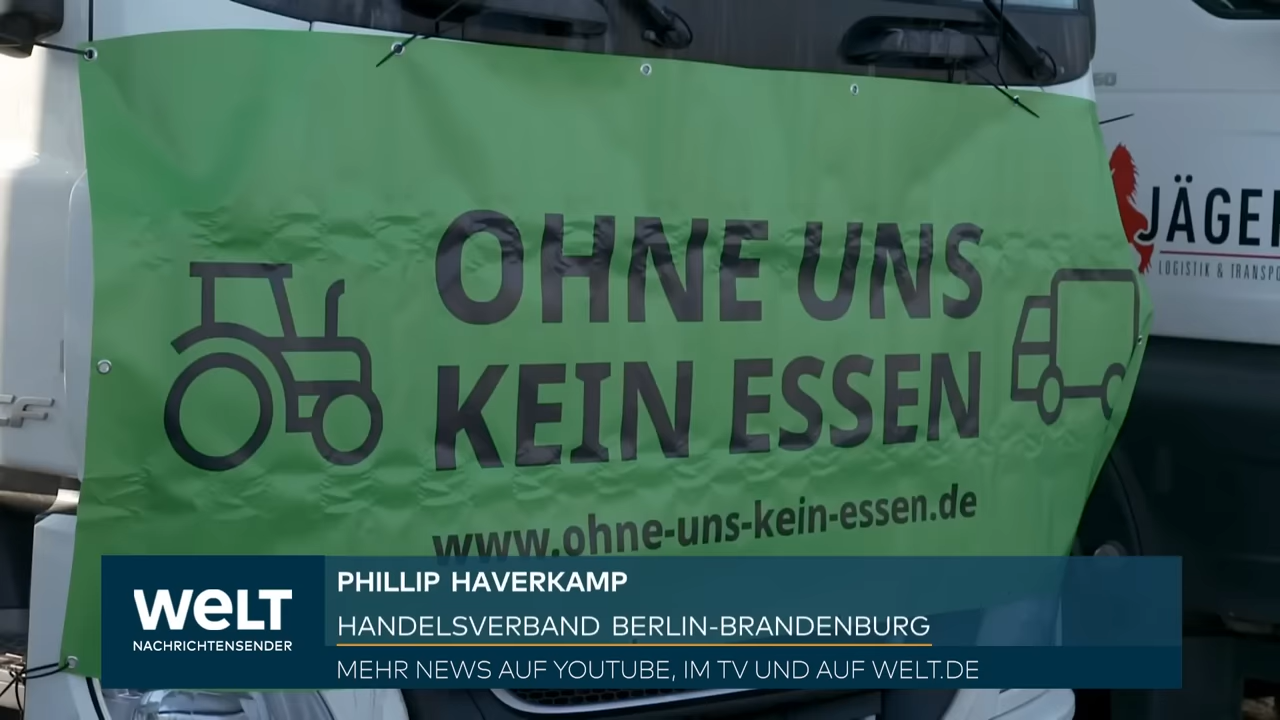 OHNE UNS
KEIN ESSEN
www.ohne-uns-kein-essen.de
JÄGE
LOGISTIK & TRANSPO
WELT
NACHRICHTENSENDER
PHILLIP HAVERKAMP
HANDELSVERBAND BERLIN-BRANDENBURG
MEHR NEWS AUF YOUTUBE, IM TV UND AUF WELT.DE